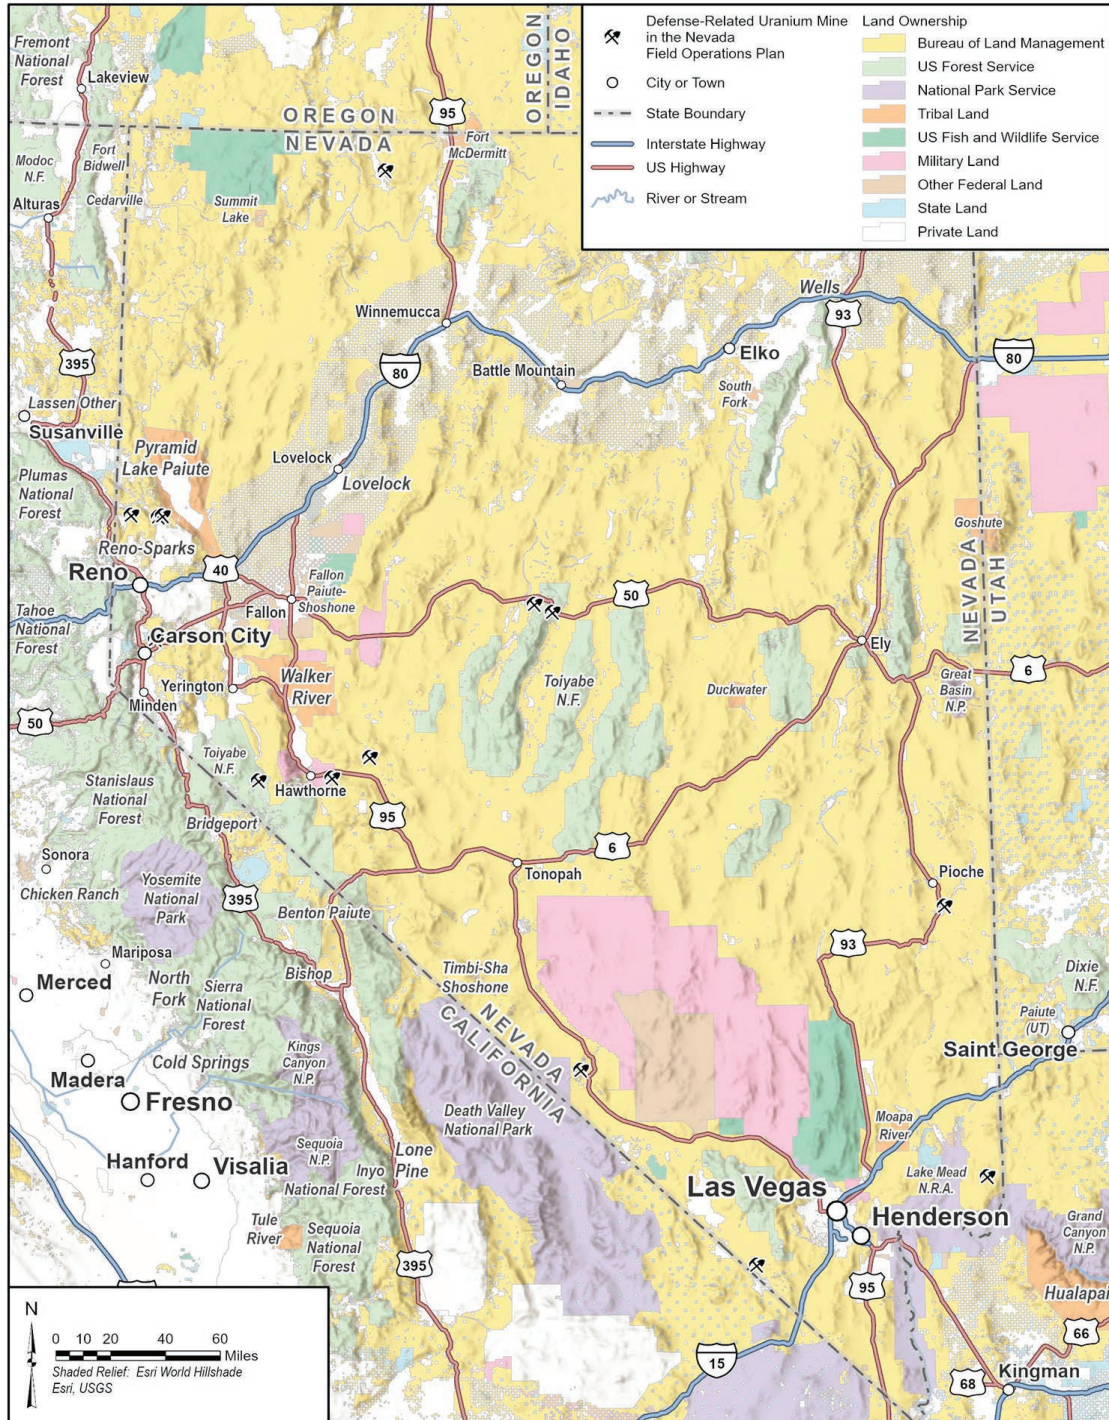 Defense-Related Uranium Mine
in the Nevada
Field Operations Plan
City or Town
State Boundary
Interstate Highway
US Highway
River or Stream
Land Ownership
Bureau of Land Management
US Forest Service
National Park Service
Tribal Land
US Fish and Wildlife Service
Military Land
Other Federal Land
State Land
Private Land
Fremont
National
Forest
Lakeview
OREGON
IDAHO
95
OREGON
NEVADA
Fort
McDermitt
Modoc
N.F.
Fort
Bidwell
Cedarville
Alturas
Summit
Lake
Wells
93
Winnemucca
Elko
80
395
80
Battle Mountain
South
Fork
Lassen Other
Susanville
Pyramid
Lake Paiute
Lovelock
Lovelock
Plumas
National
Forest
Goshute
Reno-Sparks
Reno
40
Fallon
Paiute-
Shoshone
50
NEVADA
UTAH
Tahoe
National
Forest
Fallon
Carson City
Ely
6
Walker
River
Yerington
Toiyabe
N.F.
Duckwater
Great
Basin
N.P.
Minden
50
Toiyabe
N.F.
Stanislaus
National
Forest
Hawthorne
95
Bridgeport
6
Sonora
Tonopah
Pioche
Chicken Ranch
Yosemite
National
Park
395
Benton Paiute
93
Mariposa
Merced
North
Fork
Bishop
Timbi-Sha
Shoshone
Sierra
National
Forest
Dixie
N.F.
Paiute
(UT)
NEVADA
CALIFORNIA
Saint George
Kings
Canyon
N.P.
Cold Springs
Madera
Fresno
Death Valley
National Park
Moapa
River
Sequoia
N.P.
Lone
Pine
Hanford
Visalia
Inyo
National Forest
Lake Mead
N.R.A.
Las Vegas
Henderson
Tule
River
Sequoia
National
Forest
Grand
Canyon
N.P.
395
95
Hualapai
66
15
68
Kingman
N
0 10 20 40 60
Miles
Shaded Relief: Esri World Hillshade
Esri, USGS